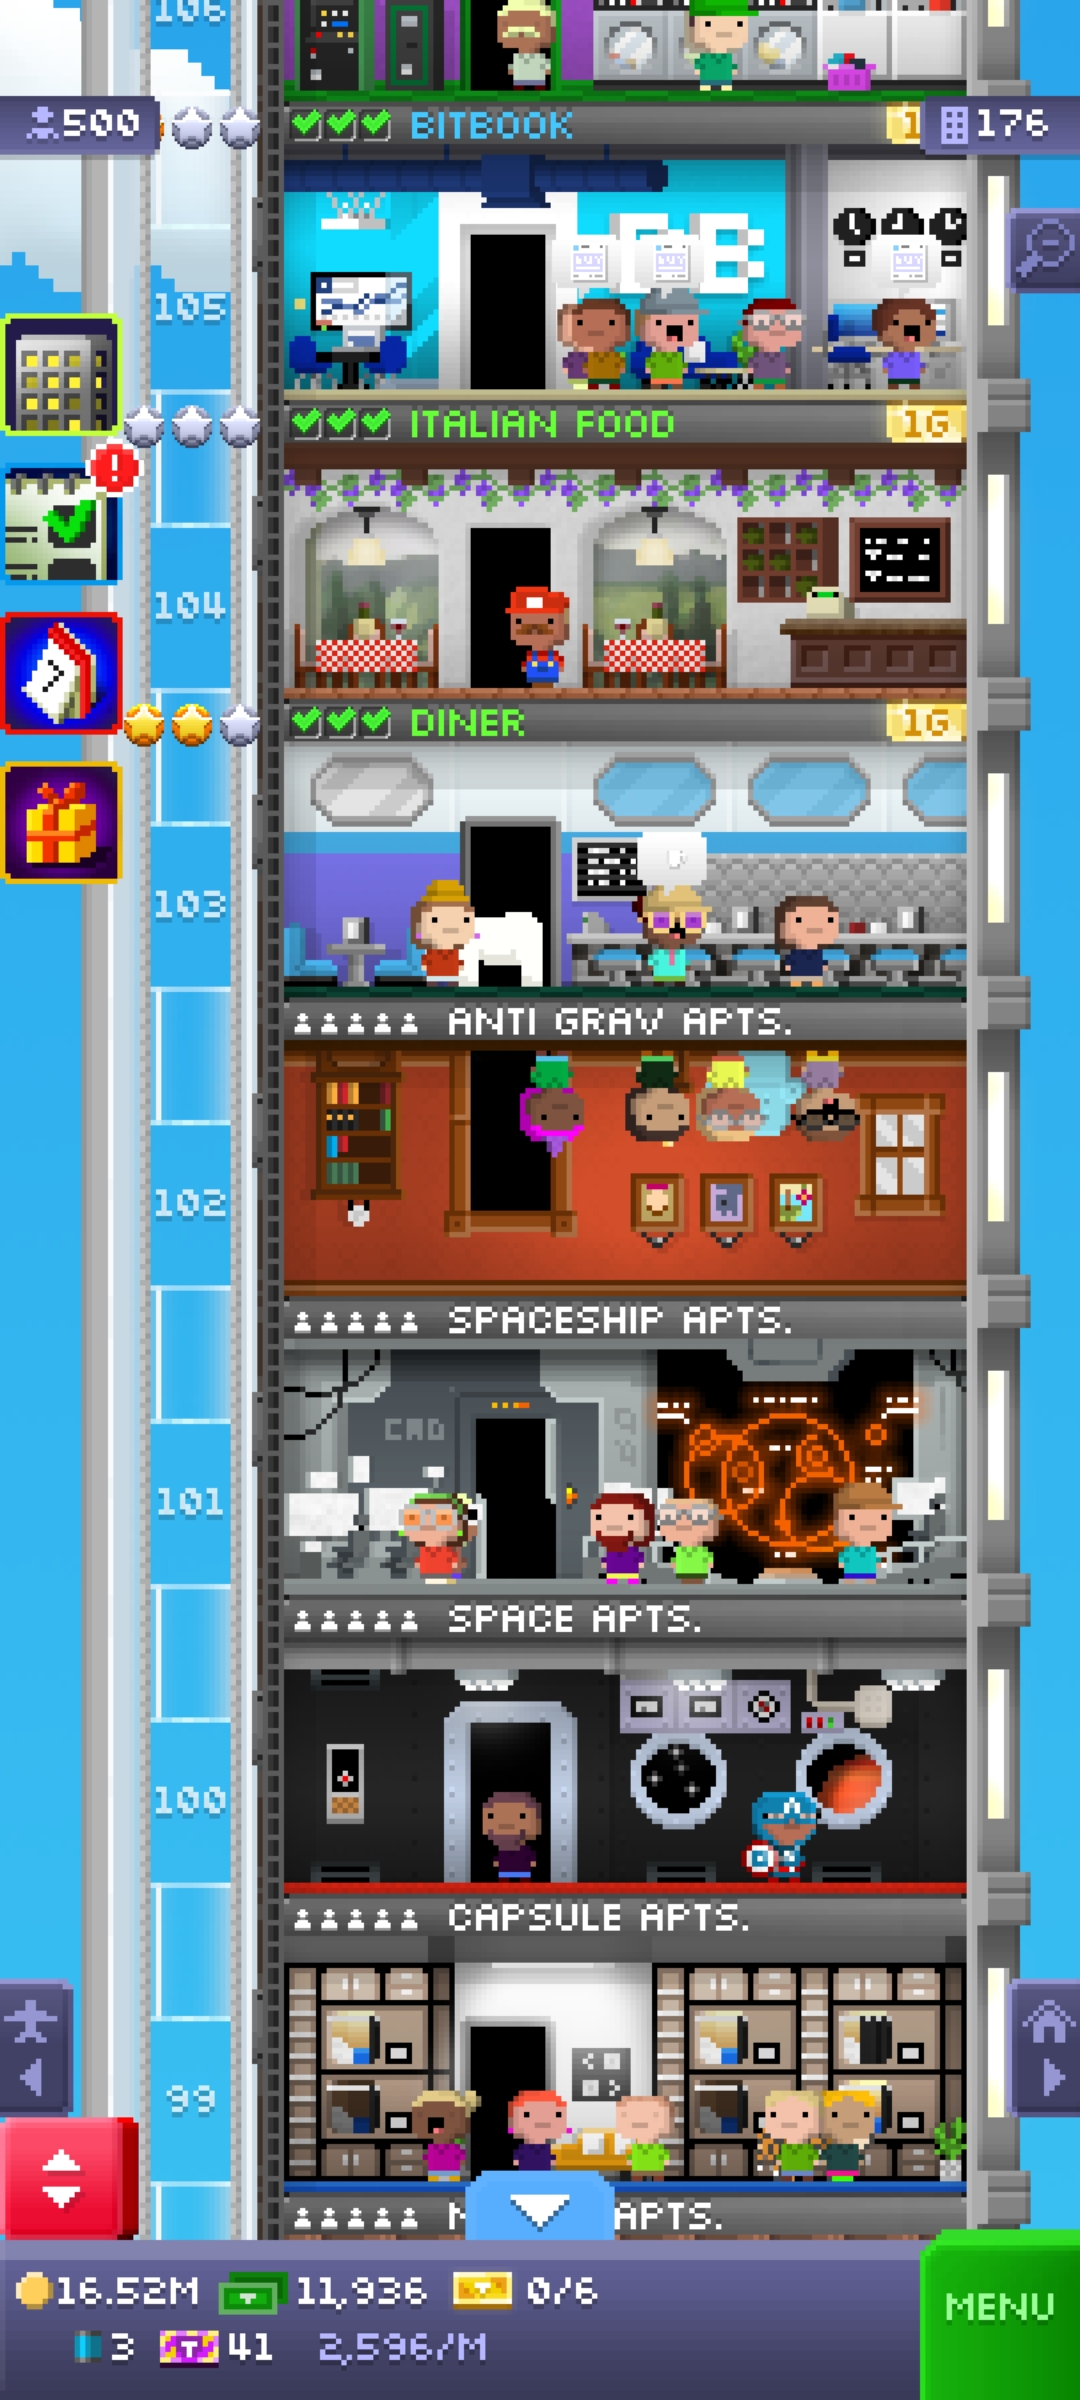 106
500
BITBOOK
1
176
B
105
ITALIAN FOOD
1G
104
DINER
1G
103
ANTI GRAV APTS.
102
SPACESHIP APTS.
CMD
101
SPACE APTS.
100
CAPSULE APTS.
99
APTS.
16.52M
11,936
0/6
MENU
3
T
41
2,596/M